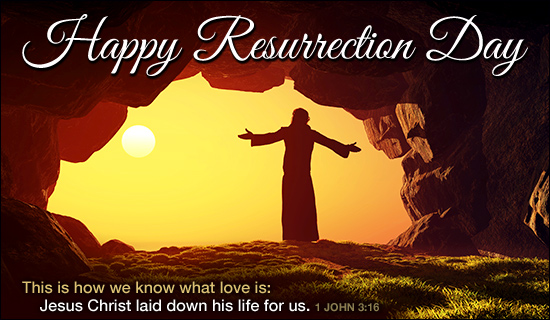 Happy Resurrection Day
This is how we know what love is:
Jesus Christ laid down his life for us. 1 JOHN 3:16